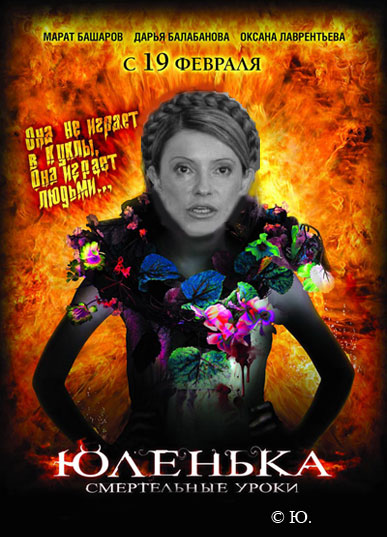 МАРАТ БАШАРОВ ДАРЬЯ БАЛАБАНОВА ОКСАНА ЛАВРЕНТЬЕВА
С 19 ФЕВРАЛЯ
Она не играет
в куклы,
Она играет
людьми...
ЮЛЕНЬКА
СМЕРТЕЛЬНЫЕ УРОКИ
© Ю.